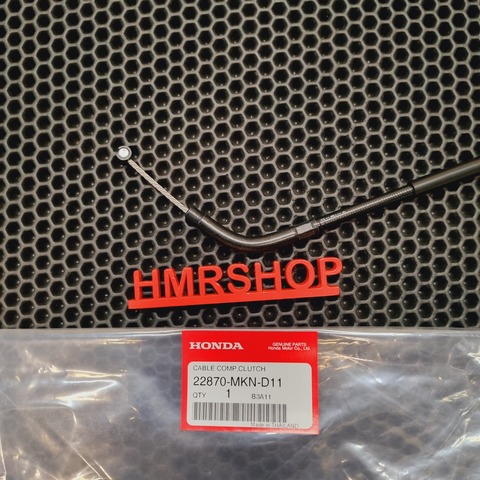 HMRSHOP
HONDA
GENUINE PARTS
Honda Motor Co., Ltd.
CABLE COMP,CLUTCH
22870-MKN-D11
QTY 1 B3A11
Made in THAILAND